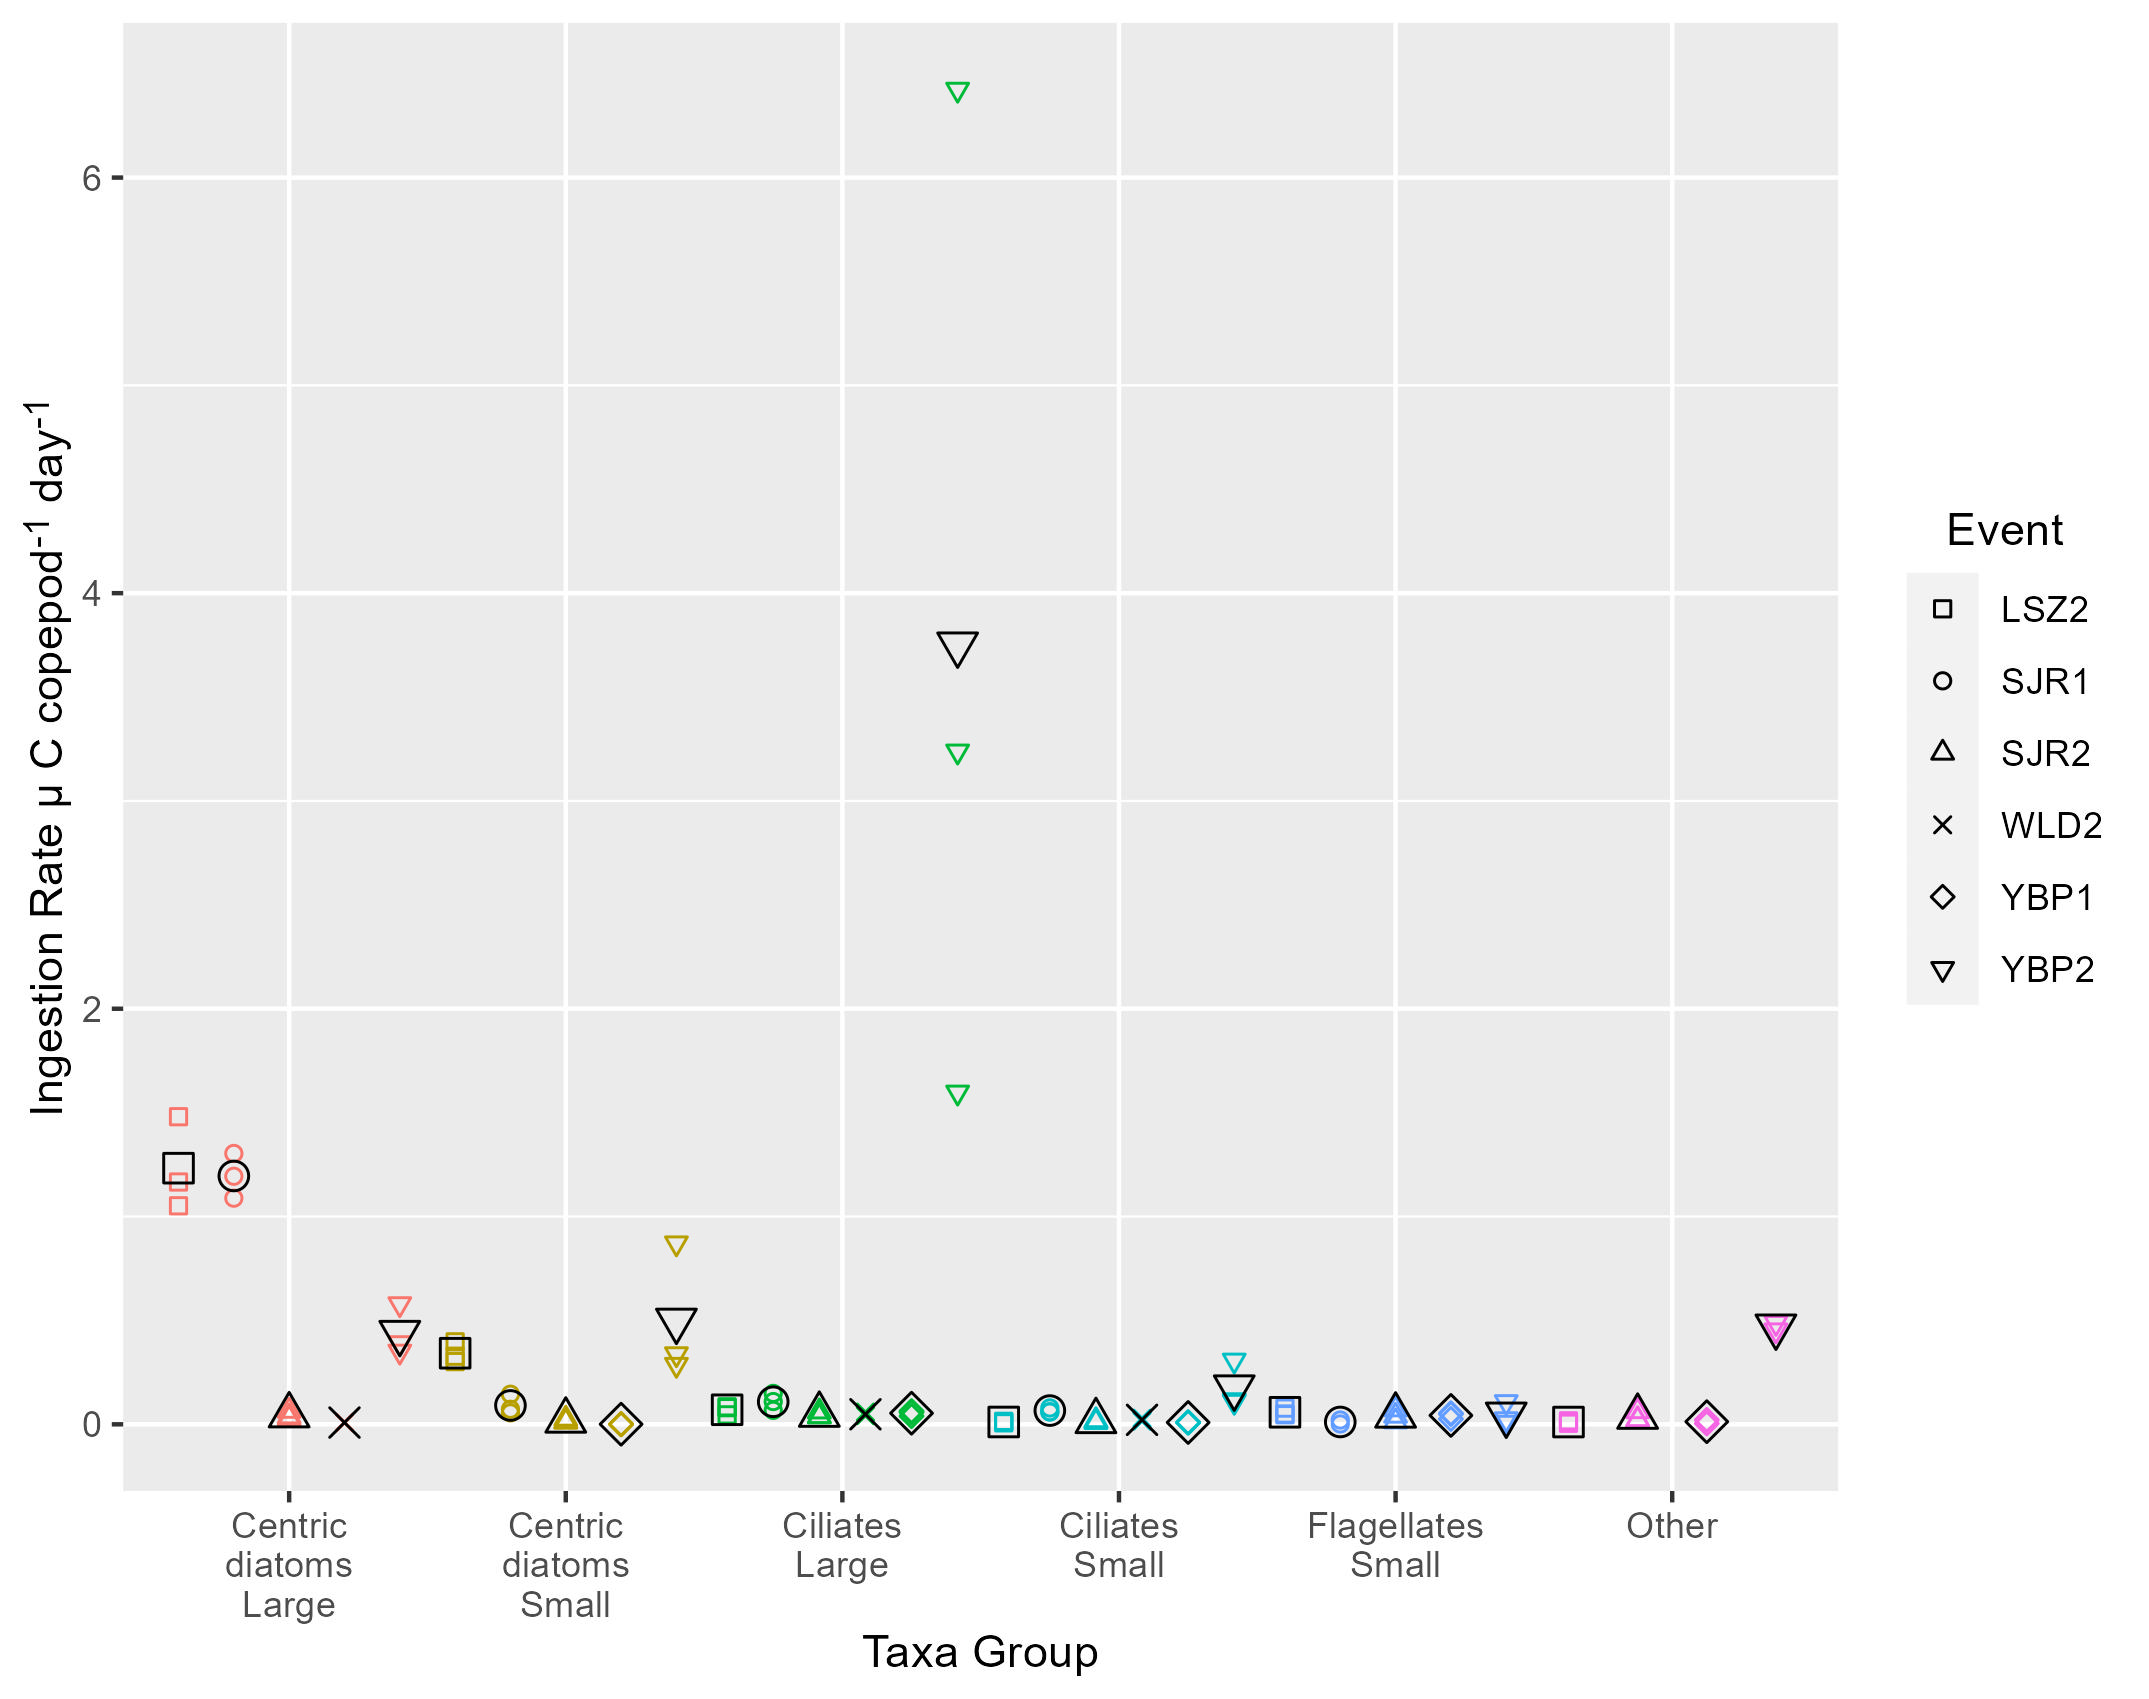 6
4
2
0
Ingestion Rate µ C copepod-1 day-1
Centric
diatoms
Large
Centric
diatoms
Small
Ciliates
Large
Ciliates
Small
Flagellates
Small
Other
Taxa Group
Event
LSZ2
SJR1
SJR2
WLD2
YBP1
YBP2